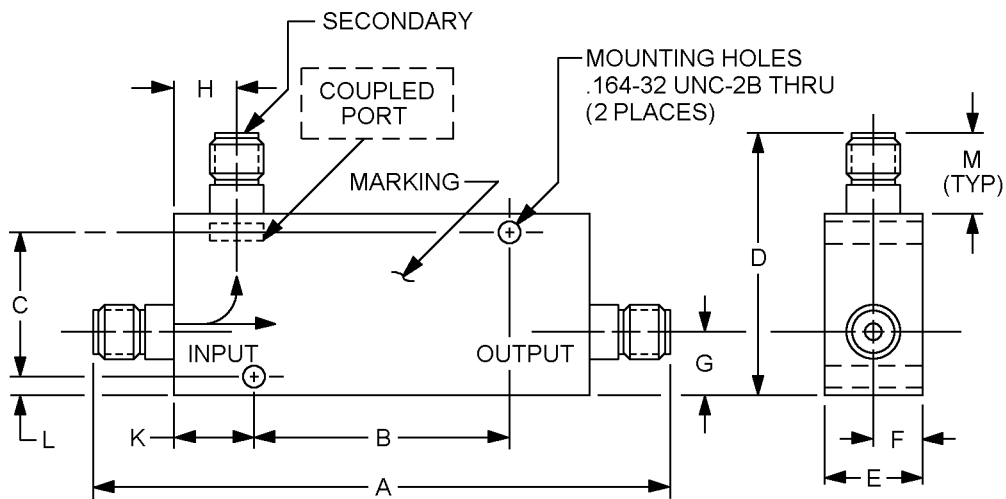 SECONDARY
MOUNTING HOLES
.164-32 UNC-2B THRU
(2 PLACES)
H
COUPLED
PORT
M
(TYP)
MARKING
D
C
INPUT
OUTPUT
G
L
K
B
F
E
A